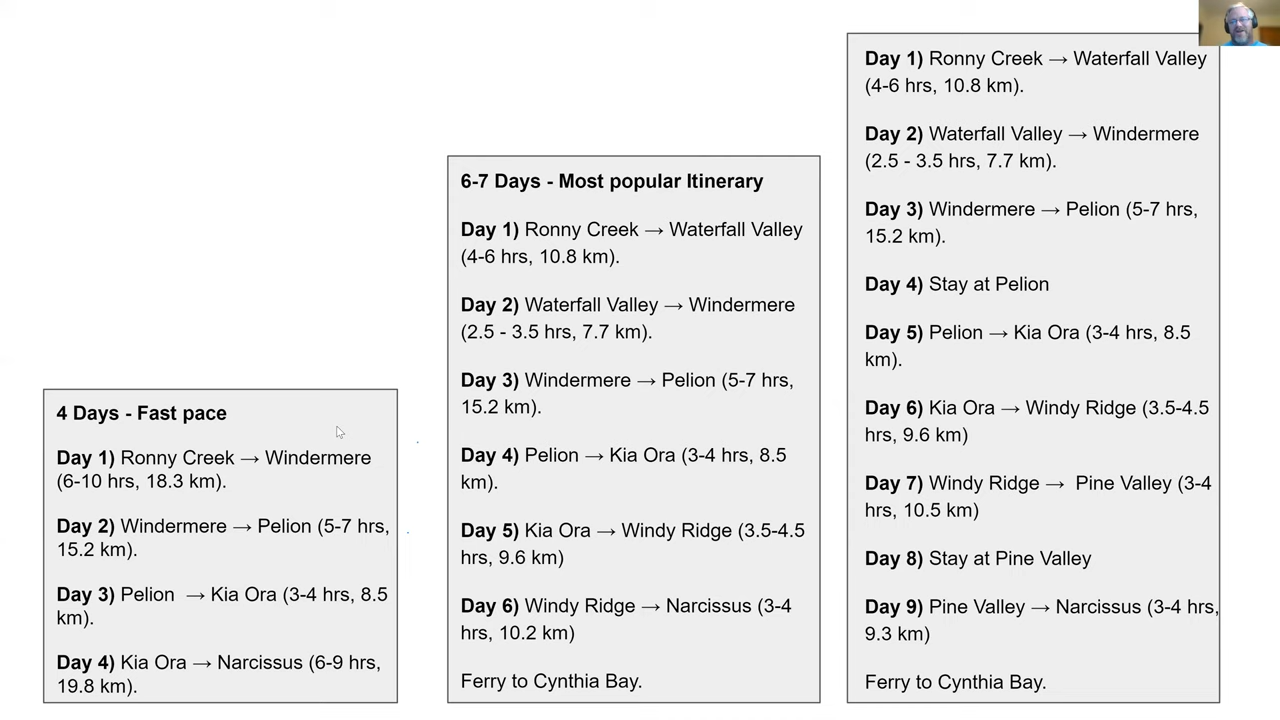 4 Days - Fast pace
Day 1) Ronny Creek → Windermere
(6-10 hrs, 18.3 km).
Day 2) Windermere → Pelion (5-7 hrs,
15.2 km).
Day 3) Pelion → Kia Ora (3-4 hrs, 8.5
km).
Day 4) Kia Ora → Narcissus (6-9 hrs,
19.8 km).
6-7 Days - Most popular Itinerary
Day 1) Ronny Creek → Waterfall Valley
(4-6 hrs, 10.8 km).
Day 2) Waterfall Valley → Windermere
(2.5 - 3.5 hrs, 7.7 km).
Day 3) Windermere → Pelion (5-7 hrs,
15.2 km).
Day 4) Pelion → Kia Ora (3-4 hrs, 8.5
km).
Day 5) Kia Ora → Windy Ridge (3.5-4.5
hrs, 9.6 km)
Day 6) Windy Ridge → Narcissus (3-4
hrs, 10.2 km)
Ferry to Cynthia Bay.
Day 1) Ronny Creek → Waterfall Valley
(4-6 hrs, 10.8 km).
Day 2) Waterfall Valley → Windermere
(2.5 - 3.5 hrs, 7.7 km).
Day 3) Windermere → Pelion (5-7 hrs,
15.2 km).
Day 4) Stay at Pelion
Day 5) Pelion → Kia Ora (3-4 hrs, 8.5
km).
Day 6) Kia Ora → Windy Ridge (3.5-4.5
hrs, 9.6 km)
Day 7) Windy Ridge → Pine Valley (3-4
hrs, 10.5 km)
Day 8) Stay at Pine Valley
Day 9) Pine Valley → Narcissus (3-4 hrs,
9.3 km)
Ferry to Cynthia Bay.